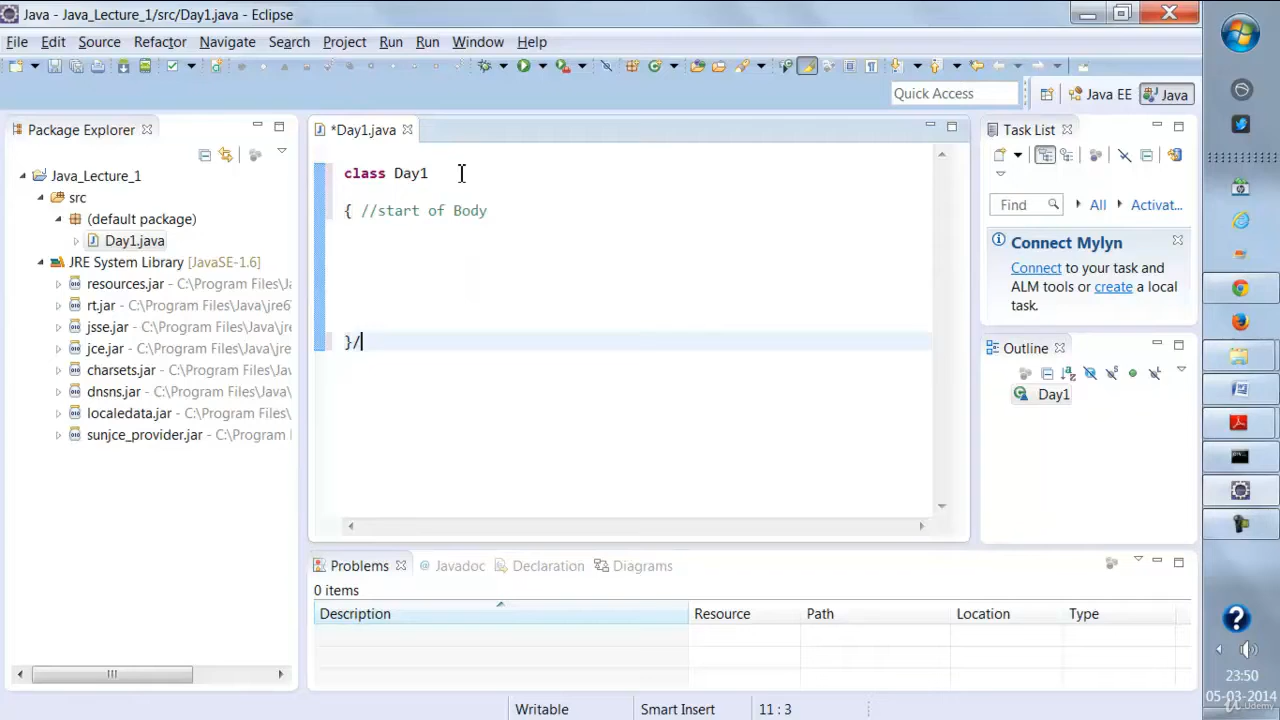 Java - Java_Lecture_1/src/Day1.java - Eclipse
File Edit Source Refactor Navigate Search Project Run Run Window Help
Quick Access
Java EE
Java
Package Explorer
*Day1.java
Task List
class Day1
Java_Lecture_1
src
{ //start of Body
Find
All
Activat...
(default package)
Day1.java
Connect Mylyn
JRE System Library [JavaSE-1.6]
Connect to your task and
resources.jar - C:\Program Files\Ja
ALM tools or create a local
rt.jar - C:\Program Files\Java\jre6
task.
jsse.jar - C:\Program Files\Java\jre
}/
jce.jar - C:\Program Files\Java\jre
Outline
charsets.jar - C:\Program Files\Ja
dnsns.jar - C:\Program Files\Java
Day1
localedata.jar - C:\Program Files\
sunjce_provider.jar - C:\Program
Problems
@ Javadoc
Declaration
Diagrams
0 items
Description
Resource
Path
Location
Type
Writable
Smart Insert
11 : 3
23:50
05-03-2014
Udemy